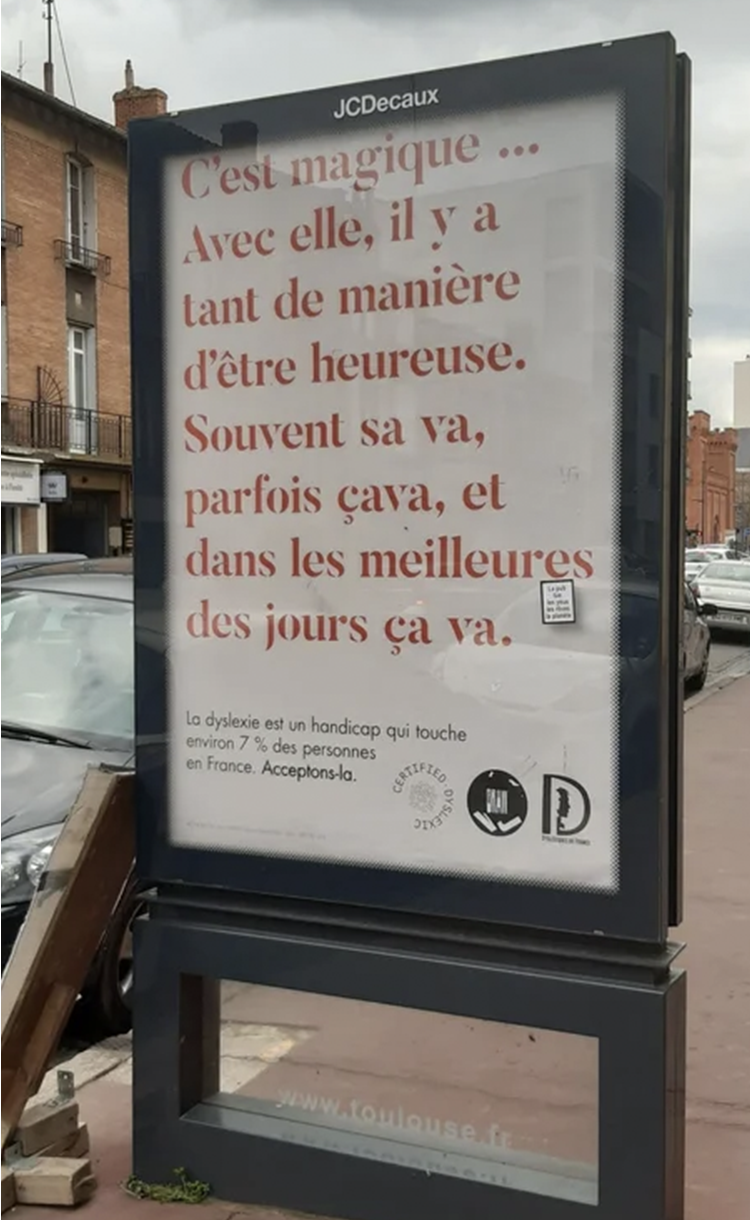 JCDecaux
C'est magique ...
Avec elle, il y a
tant de manière
d'être heureuse.
Souvent sa va,
parfois çava, et
dans les meilleures
des jours ça va.
La dyslexie est un handicap qui touche
environ 7 % des personnes
en France. Acceptons-la.
CERTIFIED DYSLEXIC
D
www.toulouse.fr